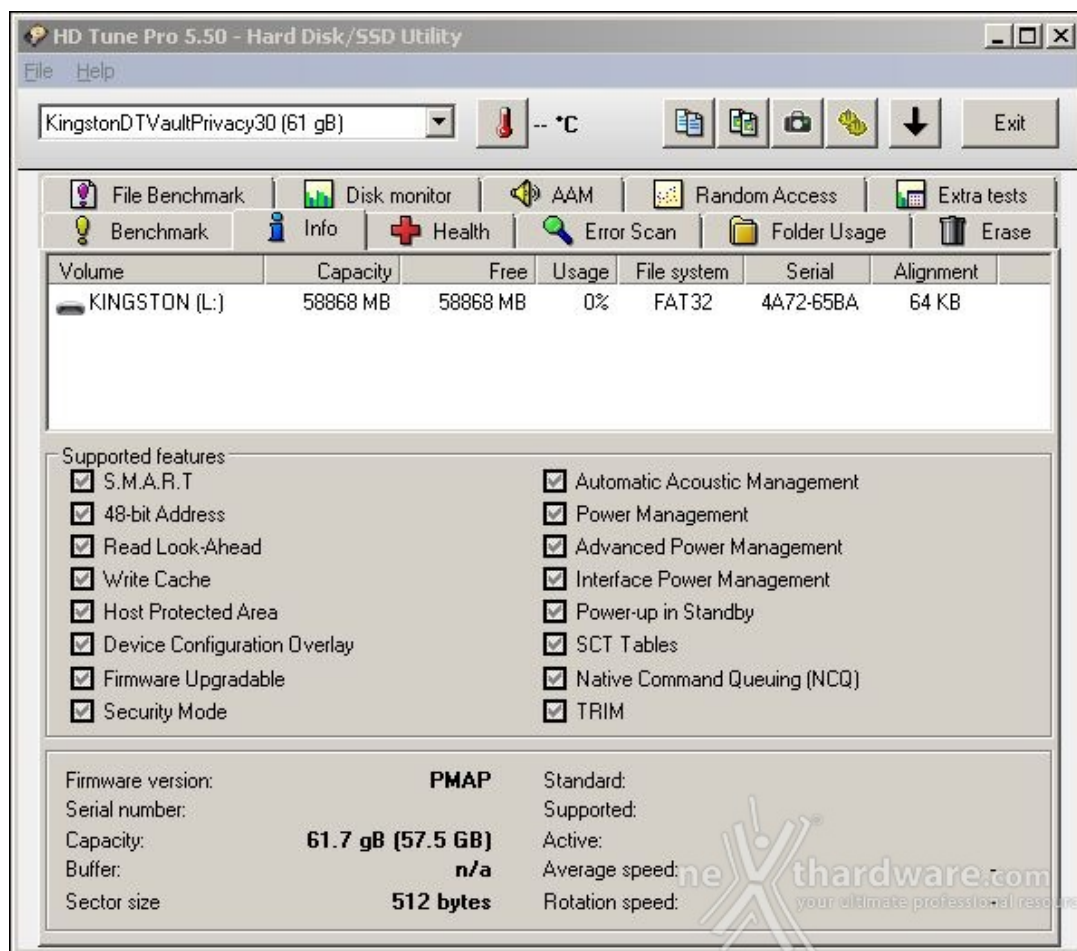 HD Tune Pro 5.50 - Hard Disk/SSD Utility
File Help
KingstonDTVaultPrivacy30 (61 gB) -- °C Exit
File Benchmark Disk monitor AAM Random Access Extra tests
Benchmark Info Health Error Scan Folder Usage Erase
Volume Capacity Free Usage File system Serial Alignment
KINGSTON (L:) 58868 MB 58868 MB 0% FAT32 4A72-65BA 64 KB
Supported features
S.M.A.R.T Automatic Acoustic Management
48-bit Address Power Management
Read Look-Ahead Advanced Power Management
Write Cache Interface Power Management
Host Protected Area Power-up in Standby
Device Configuration Overlay SCT Tables
Firmware Upgradable Native Command Queuing (NCQ)
Security Mode TRIM
Firmware version: PMAP Standard:
Serial number: Supported:
Capacity: 61.7 gB (57.5 GB) Active:
Buffer: n/a Average speed: -
Sector size 512 bytes Rotation speed: -
nexthardware.com
your ultimate professional resour